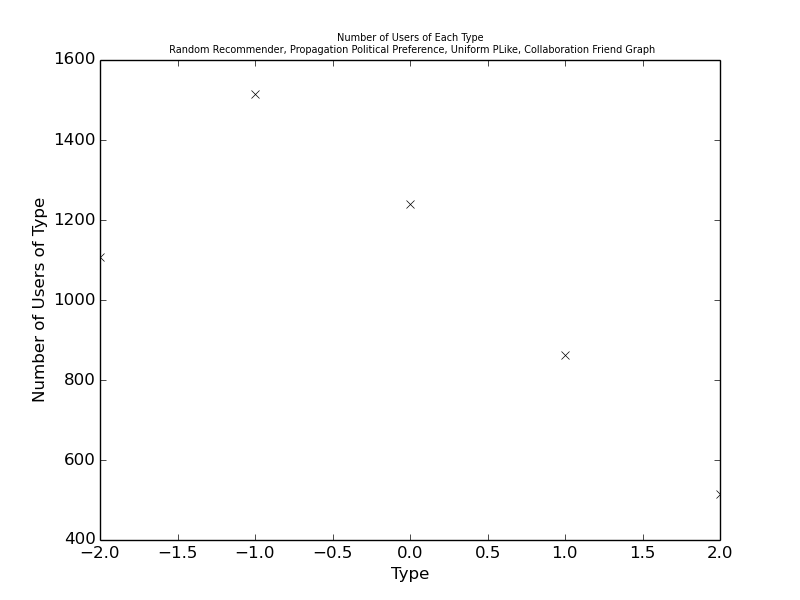 Number of Users of Each Type
Random Recommender, Propagation Political Preference, Uniform PLike, Collaboration Friend Graph
1600
1400
1200
1000
800
600
400
Number of Users of Type
−2.0 −1.5 −1.0 −0.5 0.0 0.5 1.0 1.5 2.0
Type